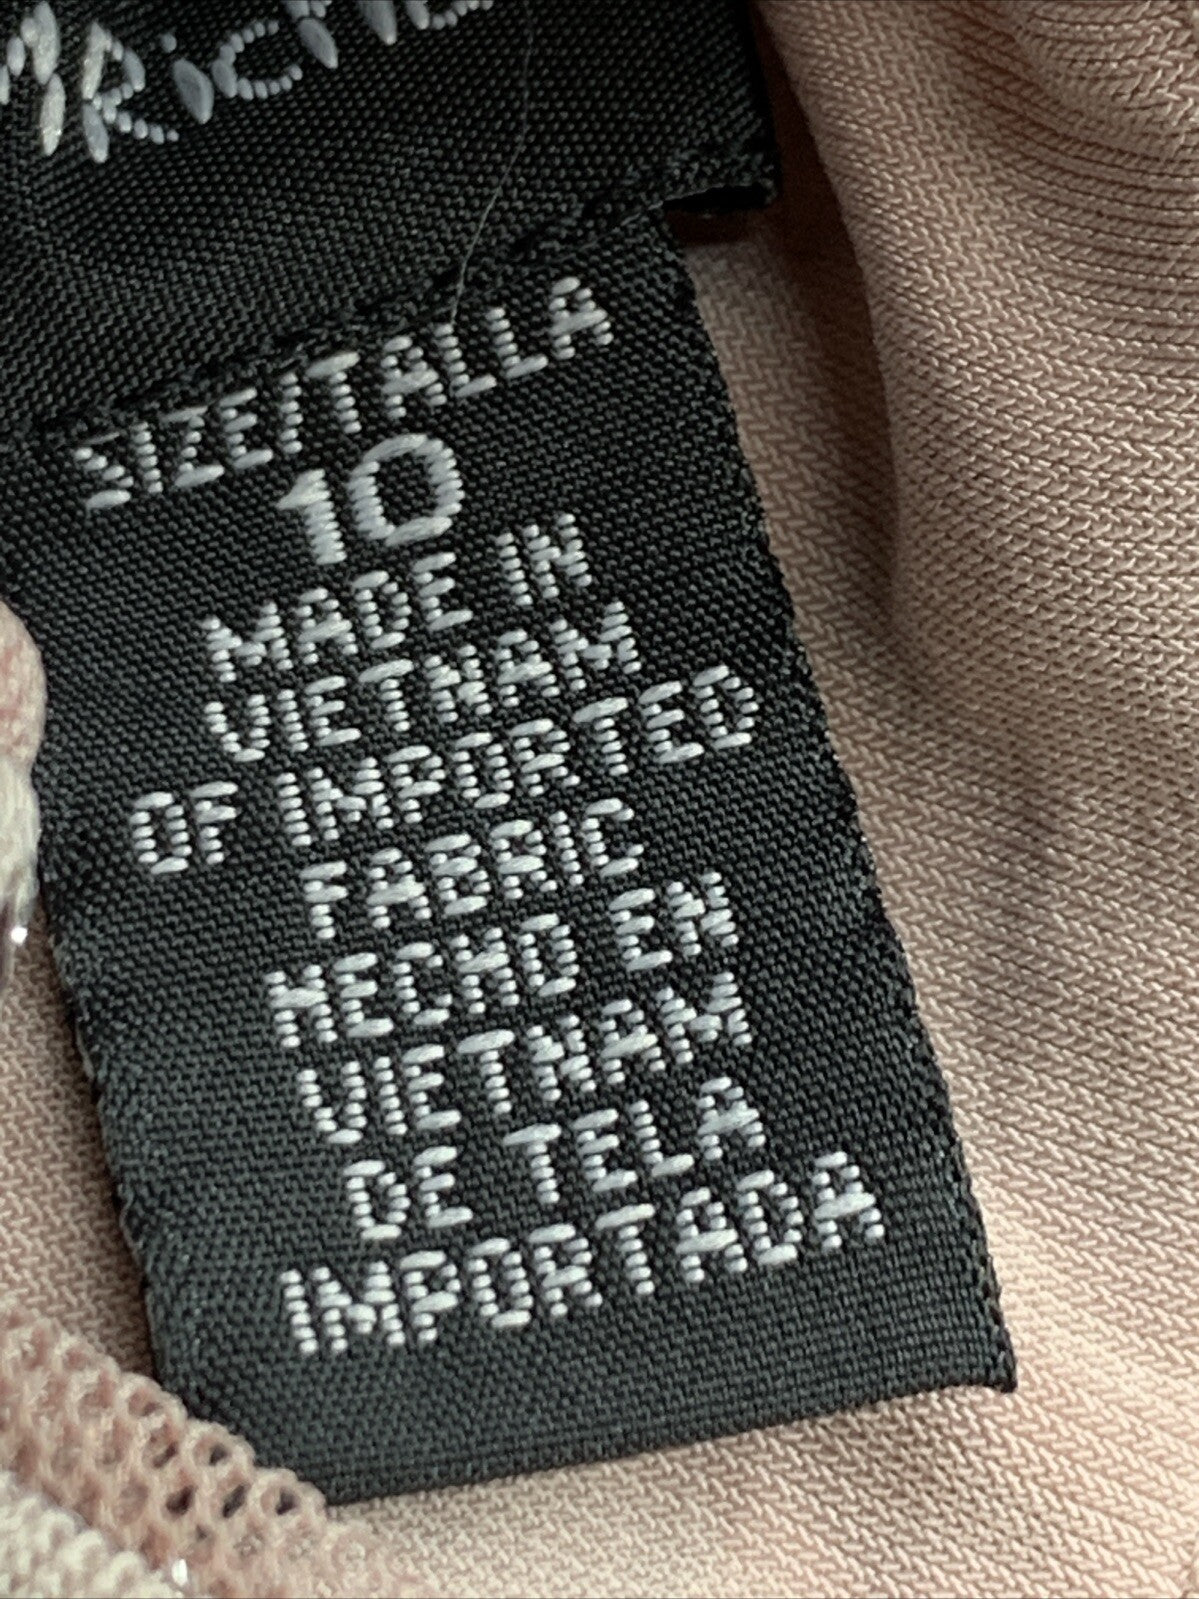 SIZE/TALLA
10
MADE IN
VIETNAM
OF IMPORTED
FABRIC
HECHO EN
VIETNAM
DE TELA
IMPORTADA